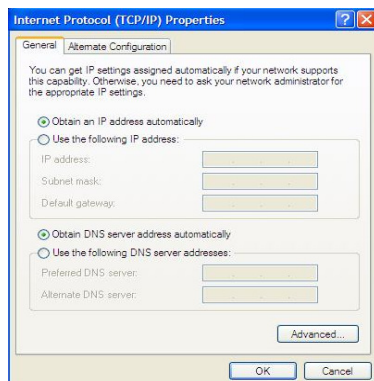 Internet Protocol (TCP/IP) Properties
General
Alternate Configuration
You can get IP settings assigned automatically if your network supports
this capability. Otherwise, you need to ask your network administrator for
the appropriate IP settings.
Obtain an IP address automatically
Use the following IP address:
IP address:
Subnet mask:
Default gateway:
Obtain DNS server address automatically
Use the following DNS server addresses:
Preferred DNS server:
Alternate DNS server:
Advanced...
OK
Cancel